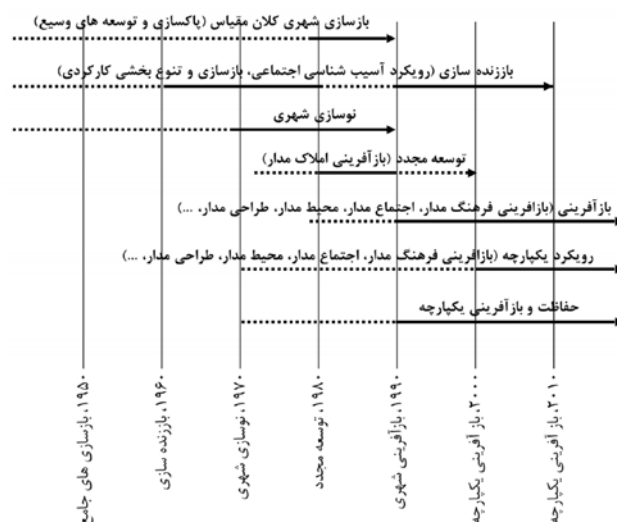 بازسازی شهری کلان مقیاس (پاکسازی و توسعه های وسیع)
باززنده سازی (رویکرد آسیب شناسی اجتماعی، بازسازی و تنوع بخشی کارکردی)
نوسازی شهری
توسعه مجدد (بازآفرینی املاک مدار)
بازآفرینی (بازافرینی فرهنگ مدار، اجتماع مدار، محیط مدار، طراحی مدار، ...)
رویکرد یکپارچه (بازافرینی فرهنگ مدار، اجتماع مدار، محیط مدار، طراحی مدار، ...)
حفاظت و بازآفرینی یکپارچه
۱۹۵۰، بازسازی های جامع
۱۹۶۰، باززنده سازی
۱۹۷۰، نوسازی شهری
۱۹۸۰، توسعه مجدد
۱۹۹۰، بازآفرینی شهری
۲۰۰۰، باز آفرینی یکپارچه
۲۰۱۰، باز آفرینی یکپارچه